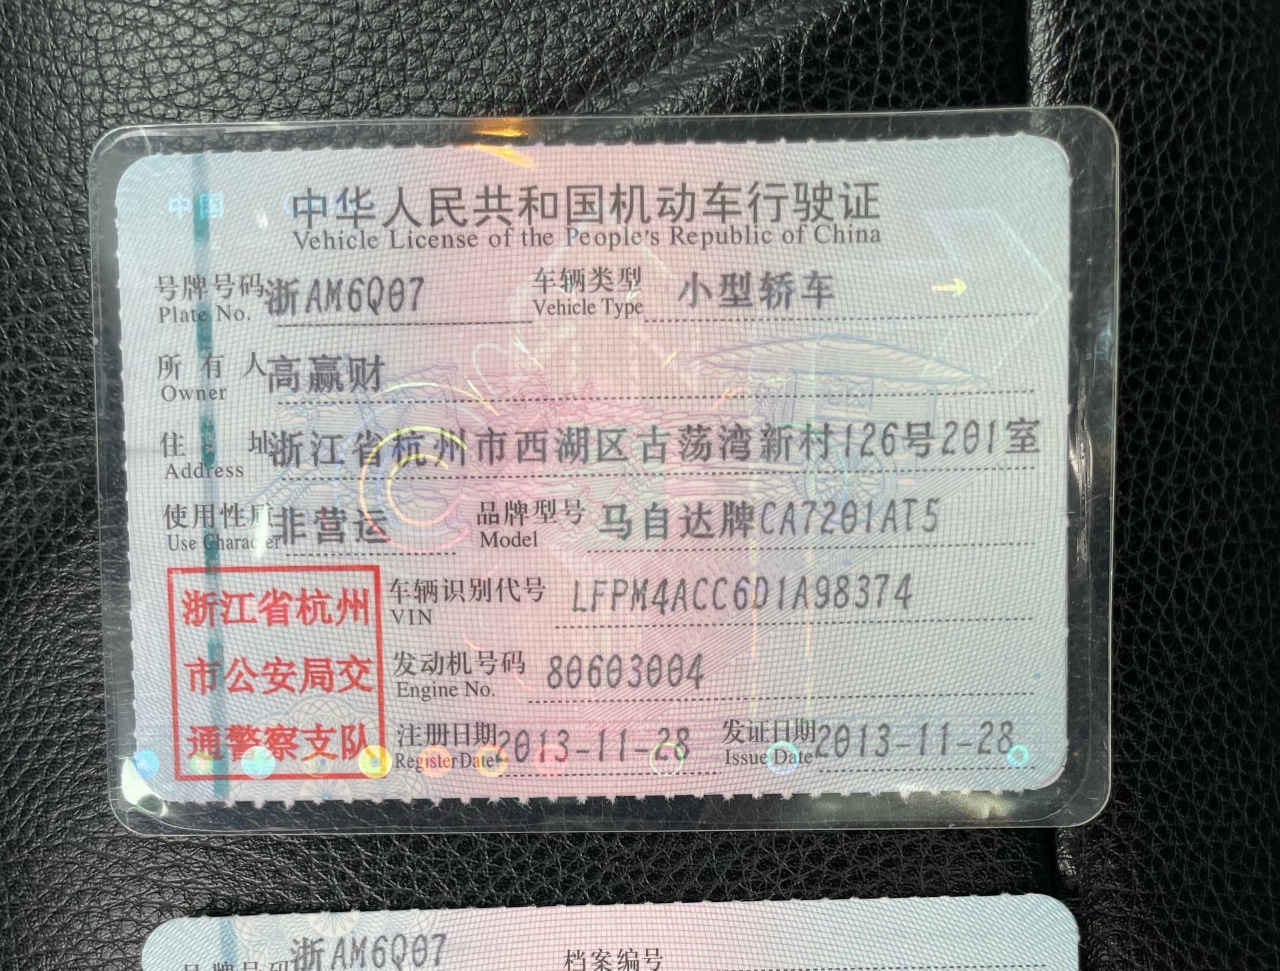 中国
中华人民共和国机动车行驶证
Vehicle License of the People's Republic of China
号牌号码 浙AM6Q07 车辆类型 小型轿车
Plate No. Vehicle Type
所有人 高赢财
Owner
住址 浙江省杭州市西湖区古荡湾新村126号201室
Address
使用性质 非营运 品牌型号 马自达牌CA7201AT5
Use Character Model
浙江省杭州
市公安局交
通警察支队
车辆识别代号 LFPM4ACC6D1A98374
VIN
发动机号码 80603004
Engine No.
注册日期 2013-11-28 发证日期 2013-11-28
Register Date Issue Date
号牌号码 浙AM6Q07 档案编号